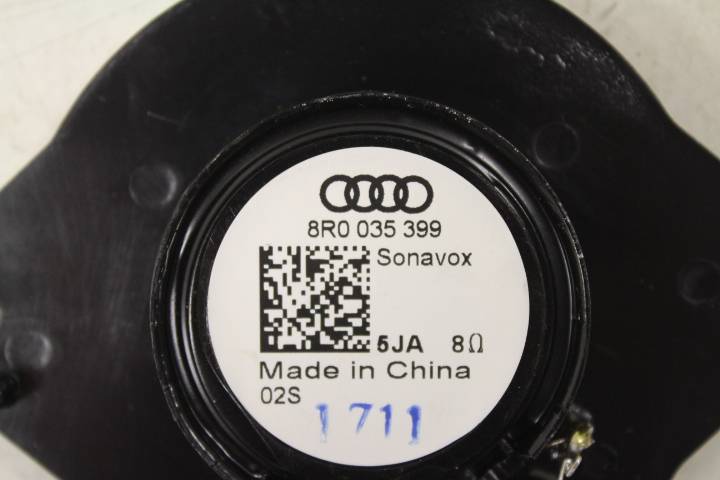 8R0 035 399
Sonavox
5JA 8Ω
Made in China
02S
1711